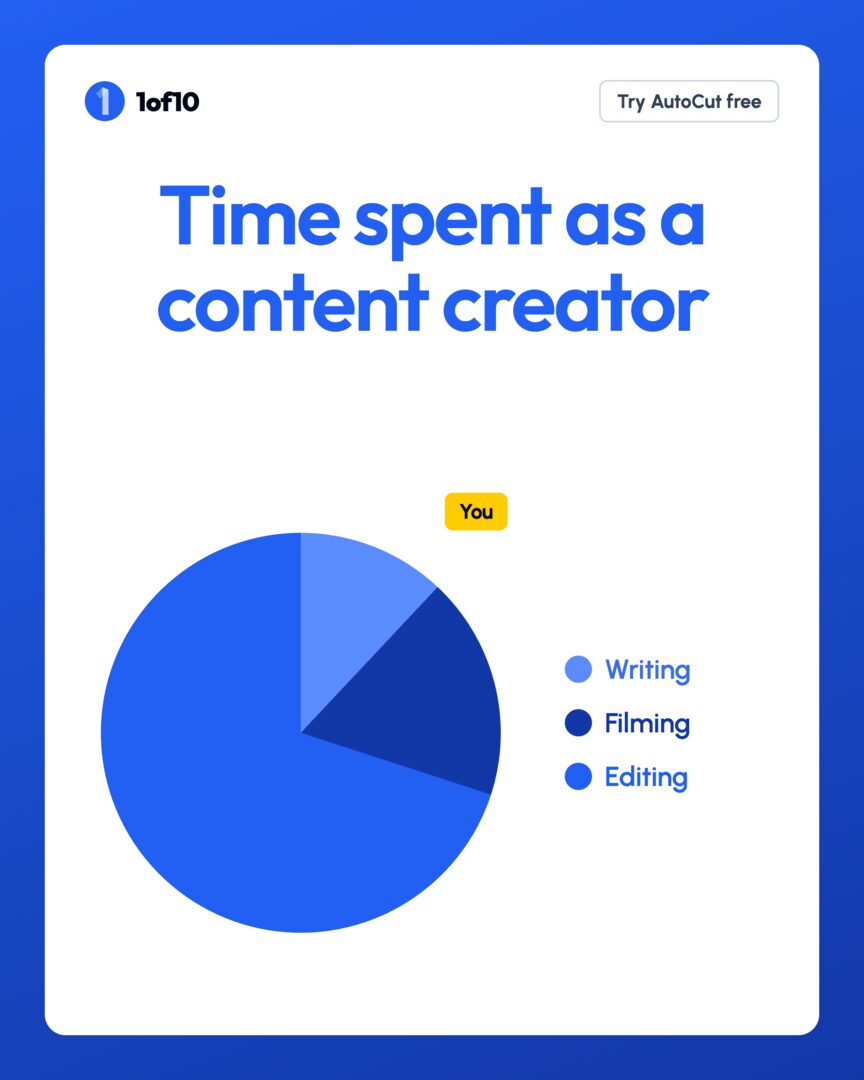 1of10
Try AutoCut free
Time spent as a
content creator
You
Writing
Filming
Editing